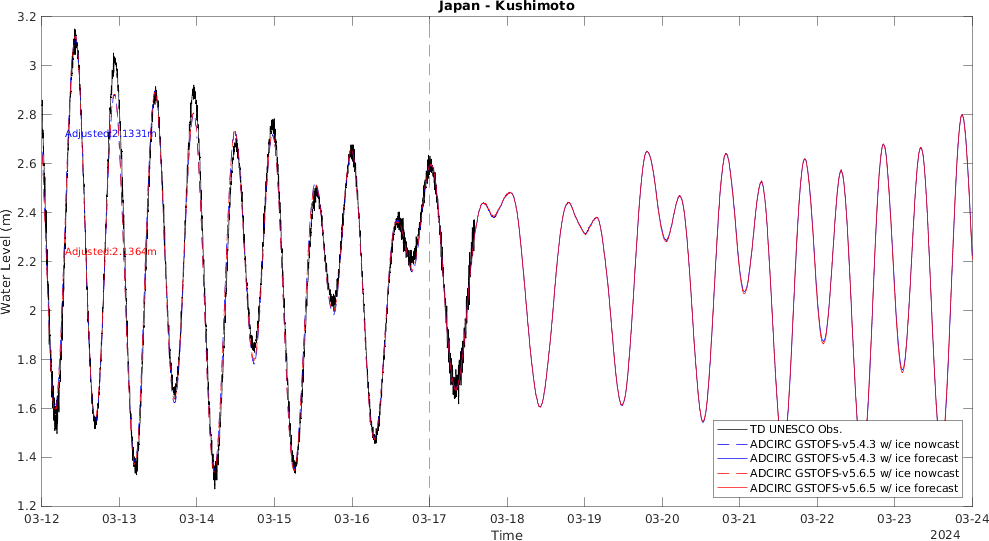 Japan - Kushimoto
3.2
3
2.8
2.6
2.4
2.2
2
1.8
1.6
1.4
1.2
Water Level (m)
Adjusted:2.1331m
Adjusted:2.1364m
TD UNESCO Obs.
ADCIRC GSTOFS-v5.4.3 w/ ice nowcast
ADCIRC GSTOFS-v5.4.3 w/ ice forecast
ADCIRC GSTOFS-v5.6.5 w/ ice nowcast
ADCIRC GSTOFS-v5.6.5 w/ ice forecast
03-12 03-13 03-14 03-15 03-16 03-17 03-18 03-19 03-20 03-21 03-22 03-23 03-24
Time
2024